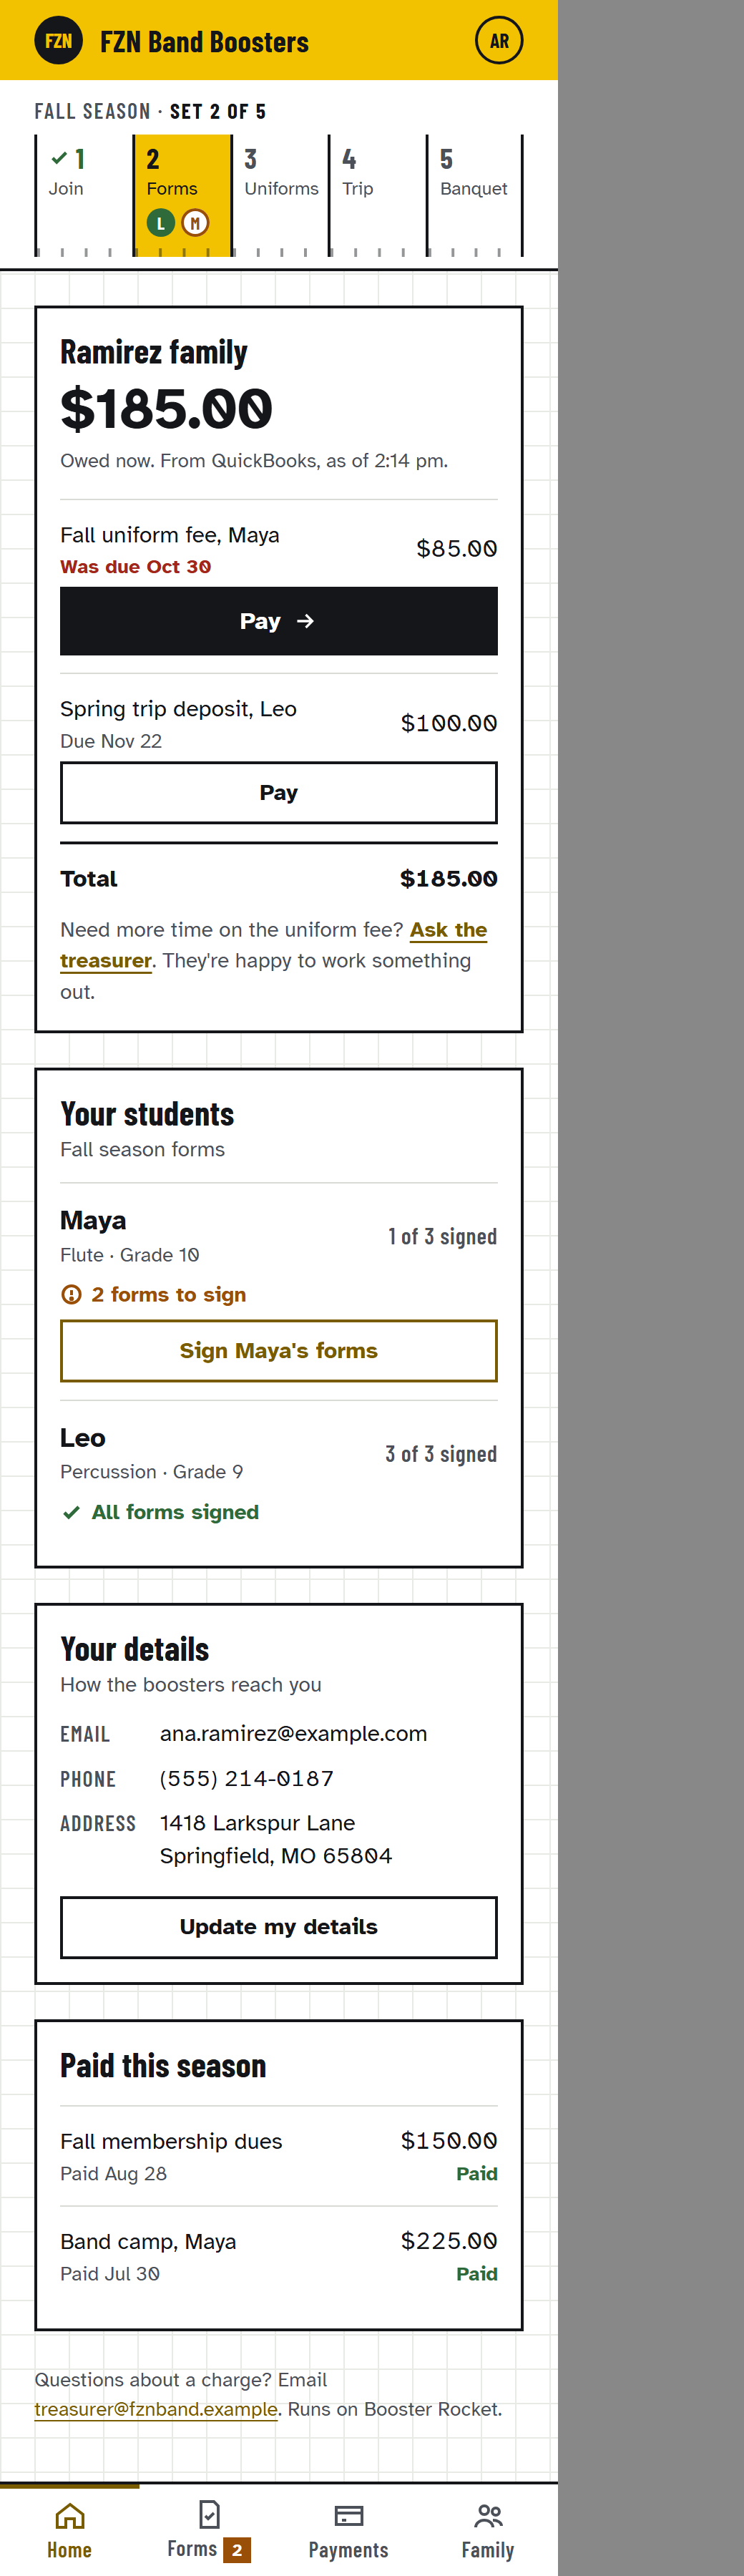 FZN FZN Band Boosters AR
FALL SEASON · SET 2 OF 5
1 2 3 4 5
Join Forms Uniforms Trip Banquet
L M
Ramirez family
$185.00
Owed now. From QuickBooks, as of 2:14 pm.
Fall uniform fee, Maya $85.00
Was due Oct 30
Pay →
Spring trip deposit, Leo $100.00
Due Nov 22
Pay
Total $185.00
Need more time on the uniform fee? Ask the
treasurer. They're happy to work something
out.
Your students
Fall season forms
Maya 1 of 3 signed
Flute · Grade 10
2 forms to sign
Sign Maya's forms
Leo 3 of 3 signed
Percussion · Grade 9
All forms signed
Your details
How the boosters reach you
EMAIL ana.ramirez@example.com
PHONE (555) 214-0187
ADDRESS 1418 Larkspur Lane
Springfield, MO 65804
Update my details
Paid this season
Fall membership dues $150.00
Paid Aug 28 Paid
Band camp, Maya $225.00
Paid Jul 30 Paid
Questions about a charge? Email
treasurer@fznband.example. Runs on Booster Rocket.
Home Forms 2 Payments Family